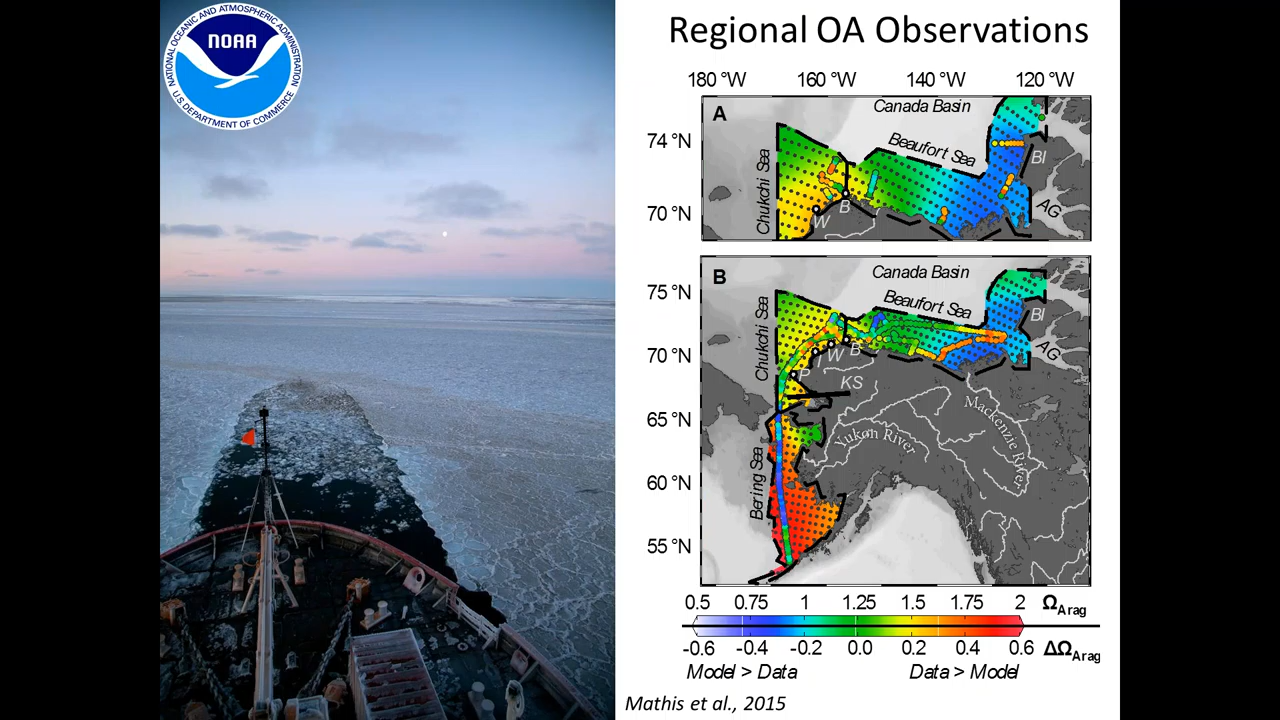 NATIONAL OCEANIC AND ATMOSPHERIC ADMINISTRATION
NOAA
U.S. DEPARTMENT OF COMMERCE
Regional OA Observations
180 °W 160 °W 140 °W 120 °W
A
Canada Basin
74 °N
Beaufort Sea
BI
Chukchi Sea
AG
70 °N
B
W
B
Canada Basin
75 °N
Beaufort Sea
BI
Chukchi Sea
AG
70 °N
B
W
I
P
KS
65 °N
Mackenzie River
Yukon River
Bering Sea
60 °N
55 °N
0.5 0.75 1 1.25 1.5 1.75 2 ΩArag
-0.6 -0.4 -0.2 0.0 0.2 0.4 0.6 ΔΩArag
Model > Data Data > Model
Mathis et al., 2015